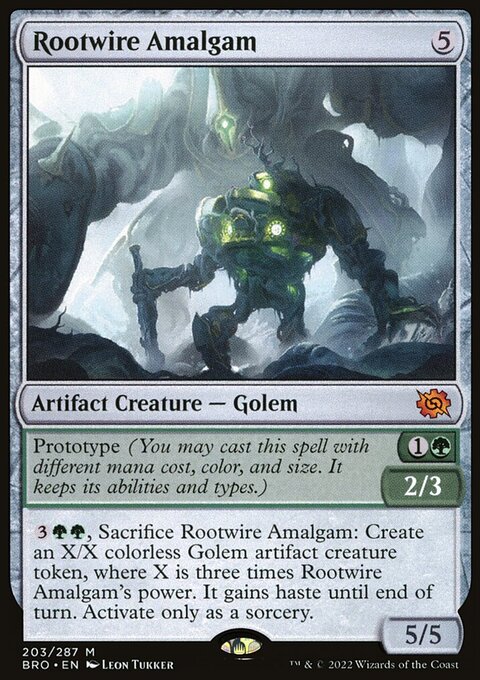 Rootwire Amalgam 5
Artifact Creature — Golem
Prototype (You may cast this spell with
different mana cost, color, and size. It
keeps its abilities and types.)
1
2/3
3, Sacrifice Rootwire Amalgam: Create
an X/X colorless Golem artifact creature
token, where X is three times Rootwire
Amalgam's power. It gains haste until end of
turn. Activate only as a sorcery.
5/5
203/287 M
BRO • EN Leon Tukker
™ & © 2022 Wizards of the Coast